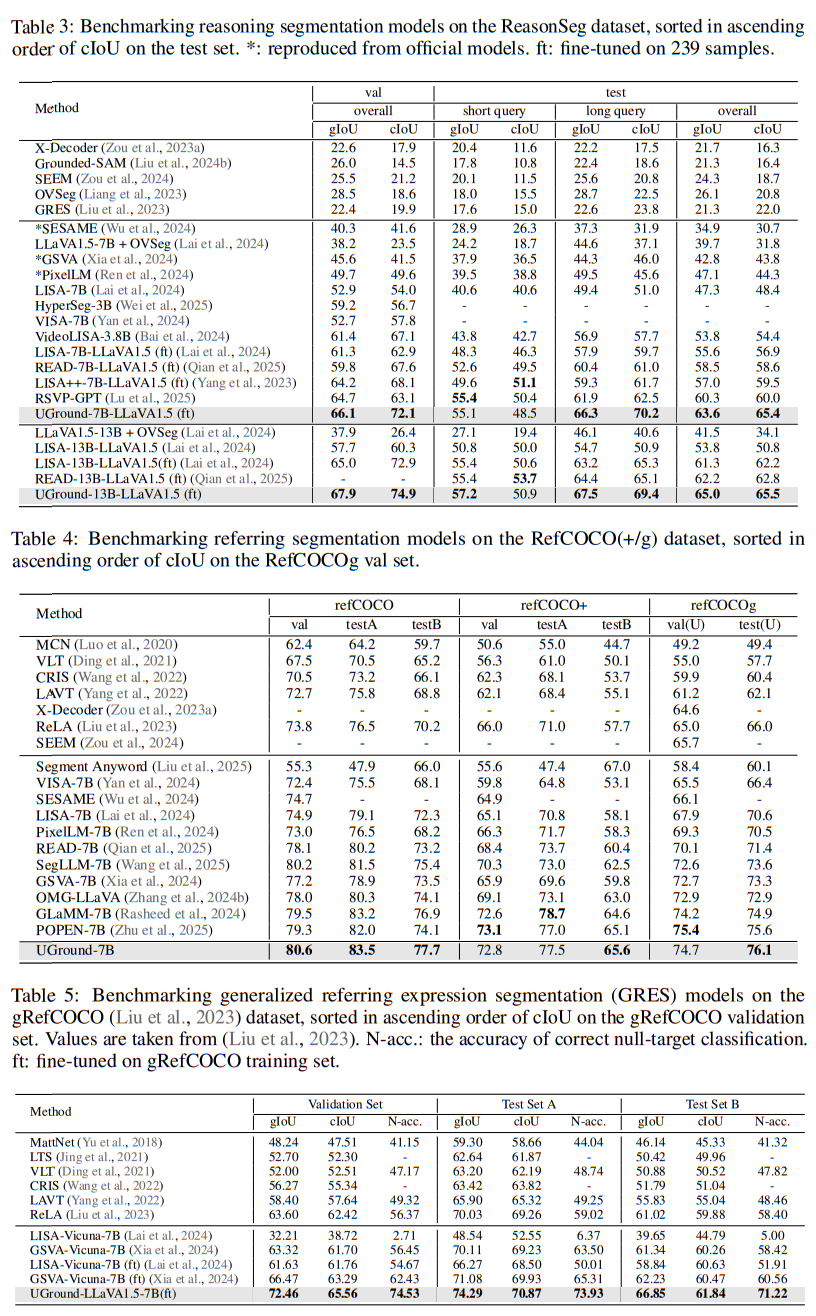 Table 3: Benchmarking reasoning segmentation models on the ReasonSeg dataset, sorted in ascending
order of cIoU on the test set. *: reproduced from official models. ft: fine-tuned on 239 samples.
Method val test
overall short query long query overall
gIoU cIoU gIoU cIoU gIoU cIoU gIoU cIoU
X-Decoder (Zou et al., 2023a) 22.6 17.9 20.4 11.6 22.2 17.5 21.7 16.3
Grounded-SAM (Liu et al., 2024b) 26.0 14.5 17.8 10.8 22.4 18.6 21.3 16.4
SEEM (Zou et al., 2024) 25.5 21.2 20.1 11.5 25.6 20.8 24.3 18.7
OVSeg (Liang et al., 2023) 28.5 18.6 18.0 15.5 28.7 22.5 26.1 20.8
GRES (Liu et al., 2023) 22.4 19.9 17.6 15.0 22.6 23.8 21.3 22.0
*SESAME (Wu et al., 2024) 40.3 41.6 28.9 26.3 37.3 31.9 34.9 30.7
LLaVA1.5-7B + OVSeg (Lai et al., 2024) 38.2 23.5 24.2 18.7 44.6 37.1 39.7 31.8
*GSVA (Xia et al., 2024) 45.6 41.5 37.9 36.5 44.3 46.0 42.8 43.8
*PixelLM (Ren et al., 2024) 49.7 49.6 39.5 38.8 49.5 45.6 47.1 44.3
LISA-7B (Lai et al., 2024) 52.9 54.0 40.6 40.6 49.4 51.0 47.3 48.4
HyperSeg-3B (Wei et al., 2025) 59.2 56.7 - - - - - -
VISA-7B (Yan et al., 2024) 52.7 57.8 - - - - - -
VideoLISA-3.8B (Bai et al., 2024) 61.4 67.1 43.8 42.7 56.9 57.7 53.8 54.4
LISA-7B-LLaVA1.5 (ft) (Lai et al., 2024) 61.3 62.9 48.3 46.3 57.9 59.7 55.6 56.9
READ-7B-LLaVA1.5 (ft) (Qian et al., 2025) 59.8 67.6 52.6 49.5 60.4 61.0 58.5 58.6
LISA++-7B-LLaVA1.5 (ft) (Yang et al., 2023) 64.2 68.1 49.6 51.1 59.3 61.7 57.0 59.5
RSVP-GPT (Lu et al., 2025) 64.7 63.1 55.4 50.4 61.9 62.5 60.3 60.0
UGround-7B-LLaVA1.5 (ft) 66.1 72.1 55.1 48.5 66.3 70.2 63.6 65.4
LLaVA1.5-13B + OVSeg (Lai et al., 2024) 37.9 26.4 27.1 19.4 46.1 40.6 41.5 34.1
LISA-13B-LLaVA1.5 (Lai et al., 2024) 57.7 60.3 50.8 50.0 54.7 50.9 53.8 50.8
LISA-13B-LLaVA1.5(ft) (Lai et al., 2024) 65.0 72.9 55.4 50.6 63.2 65.3 61.3 62.2
READ-13B-LLaVA1.5 (ft) (Qian et al., 2025) - - 55.4 53.7 64.4 65.1 62.2 62.8
UGround-13B-LLaVA1.5 (ft) 67.9 74.9 57.2 50.9 67.5 69.4 65.0 65.5
Table 4: Benchmarking referring segmentation models on the RefCOCO(+/g) dataset, sorted in
ascending order of cIoU on the RefCOCOg val set.
Method refCOCO refCOCO+ refCOCOg
val testA testB val testA testB val(U) test(U)
MCN (Luo et al., 2020) 62.4 64.2 59.7 50.6 55.0 44.7 49.2 49.4
VLT (Ding et al., 2021) 67.5 70.5 65.2 56.3 61.0 50.1 55.0 57.7
CRIS (Wang et al., 2022) 70.5 73.2 66.1 62.3 68.1 53.7 59.9 60.4
LAVT (Yang et al., 2022) 72.7 75.8 68.8 62.1 68.4 55.1 61.2 62.1
X-Decoder (Zou et al., 2023a) - - - - - - 64.6 -
ReLA (Liu et al., 2023) 73.8 76.5 70.2 66.0 71.0 57.7 65.0 66.0
SEEM (Zou et al., 2024) - - - - - - 65.7 -
Segment Anyword (Liu et al., 2025) 55.3 47.9 66.0 55.6 47.4 67.0 58.4 60.1
VISA-7B (Yan et al., 2024) 72.4 75.5 68.1 59.8 64.8 53.1 65.5 66.4
SESAME (Wu et al., 2024) 74.7 - - 64.9 - - 66.1 -
LISA-7B (Lai et al., 2024) 74.9 79.1 72.3 65.1 70.8 58.1 67.9 70.6
PixelLM-7B (Ren et al., 2024) 73.0 76.5 68.2 66.3 71.7 58.3 69.3 70.5
READ-7B (Qian et al., 2025) 78.1 80.2 73.2 68.4 73.7 60.4 70.1 71.4
SegLLM-7B (Wang et al., 2025) 80.2 81.5 75.4 70.3 73.0 62.5 72.6 73.6
GSVA-7B (Xia et al., 2024) 77.2 78.9 73.5 65.9 69.6 59.8 72.7 73.3
OMG-LLaVA (Zhang et al., 2024b) 78.0 80.3 74.1 69.1 73.1 63.0 72.9 72.9
GLaMM-7B (Rasheed et al., 2024) 79.5 83.2 76.9 72.6 78.7 64.6 74.2 74.9
POPEN-7B (Zhu et al., 2025) 79.3 82.0 74.1 73.1 77.0 65.1 75.4 75.6
UGround-7B 80.6 83.5 77.7 72.8 77.5 65.6 74.7 76.1
Table 5: Benchmarking generalized referring expression segmentation (GRES) models on the
gRefCOCO (Liu et al., 2023) dataset, sorted in ascending order of cIoU on the gRefCOCO validation
set. Values are taken from (Liu et al., 2023). N-acc.: the accuracy of correct null-target classification.
ft: fine-tuned on gRefCOCO training set.
Method Validation Set Test Set A Test Set B
gIoU cIoU N-acc. gIoU cIoU N-acc. gIoU cIoU N-acc.
MattNet (Yu et al., 2018) 48.24 47.51 41.15 59.30 58.66 44.04 46.14 45.33 41.32
LTS (Jing et al., 2021) 52.70 52.30 - 62.64 61.87 - 50.42 49.96 -
VLT (Ding et al., 2021) 52.00 52.51 47.17 63.20 62.19 48.74 50.88 50.52 47.82
CRIS (Wang et al., 2022) 56.27 55.34 - 63.42 63.82 - 51.79 51.04 -
LAVT (Yang et al., 2022) 58.40 57.64 49.32 65.90 65.32 49.25 55.83 55.04 48.46
ReLA (Liu et al., 2023) 63.60 62.42 56.37 70.03 69.26 59.02 61.02 59.88 58.40
LISA-Vicuna-7B (Lai et al., 2024) 32.21 38.72 2.71 48.54 52.55 6.37 39.65 44.79 5.00
GSVA-Vicuna-7B (Xia et al., 2024) 63.32 61.70 56.45 70.11 69.23 63.50 61.34 60.26 58.42
LISA-Vicuna-7B (ft) (Lai et al., 2024) 61.63 61.76 54.67 66.27 68.50 50.01 58.84 60.63 51.91
GSVA-Vicuna-7B (ft) (Xia et al., 2024) 66.47 63.29 62.43 71.08 69.93 65.31 62.23 60.47 60.56
UGround-LLaVA1.5-7B(ft) 72.46 65.56 74.53 74.29 70.87 73.93 66.85 61.84 71.22